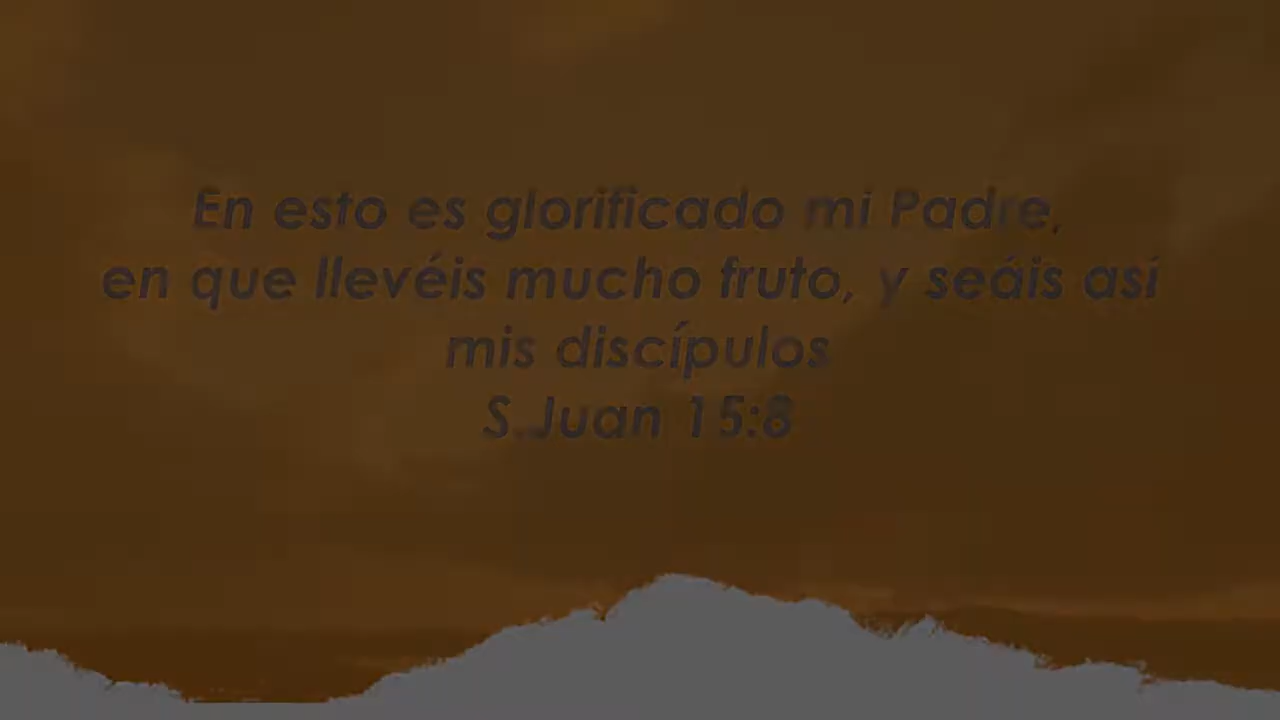 En esto es glorificado mi Padre,
en que llevéis mucho fruto, y seáis así
mis discípulos
S.Juan 15:8